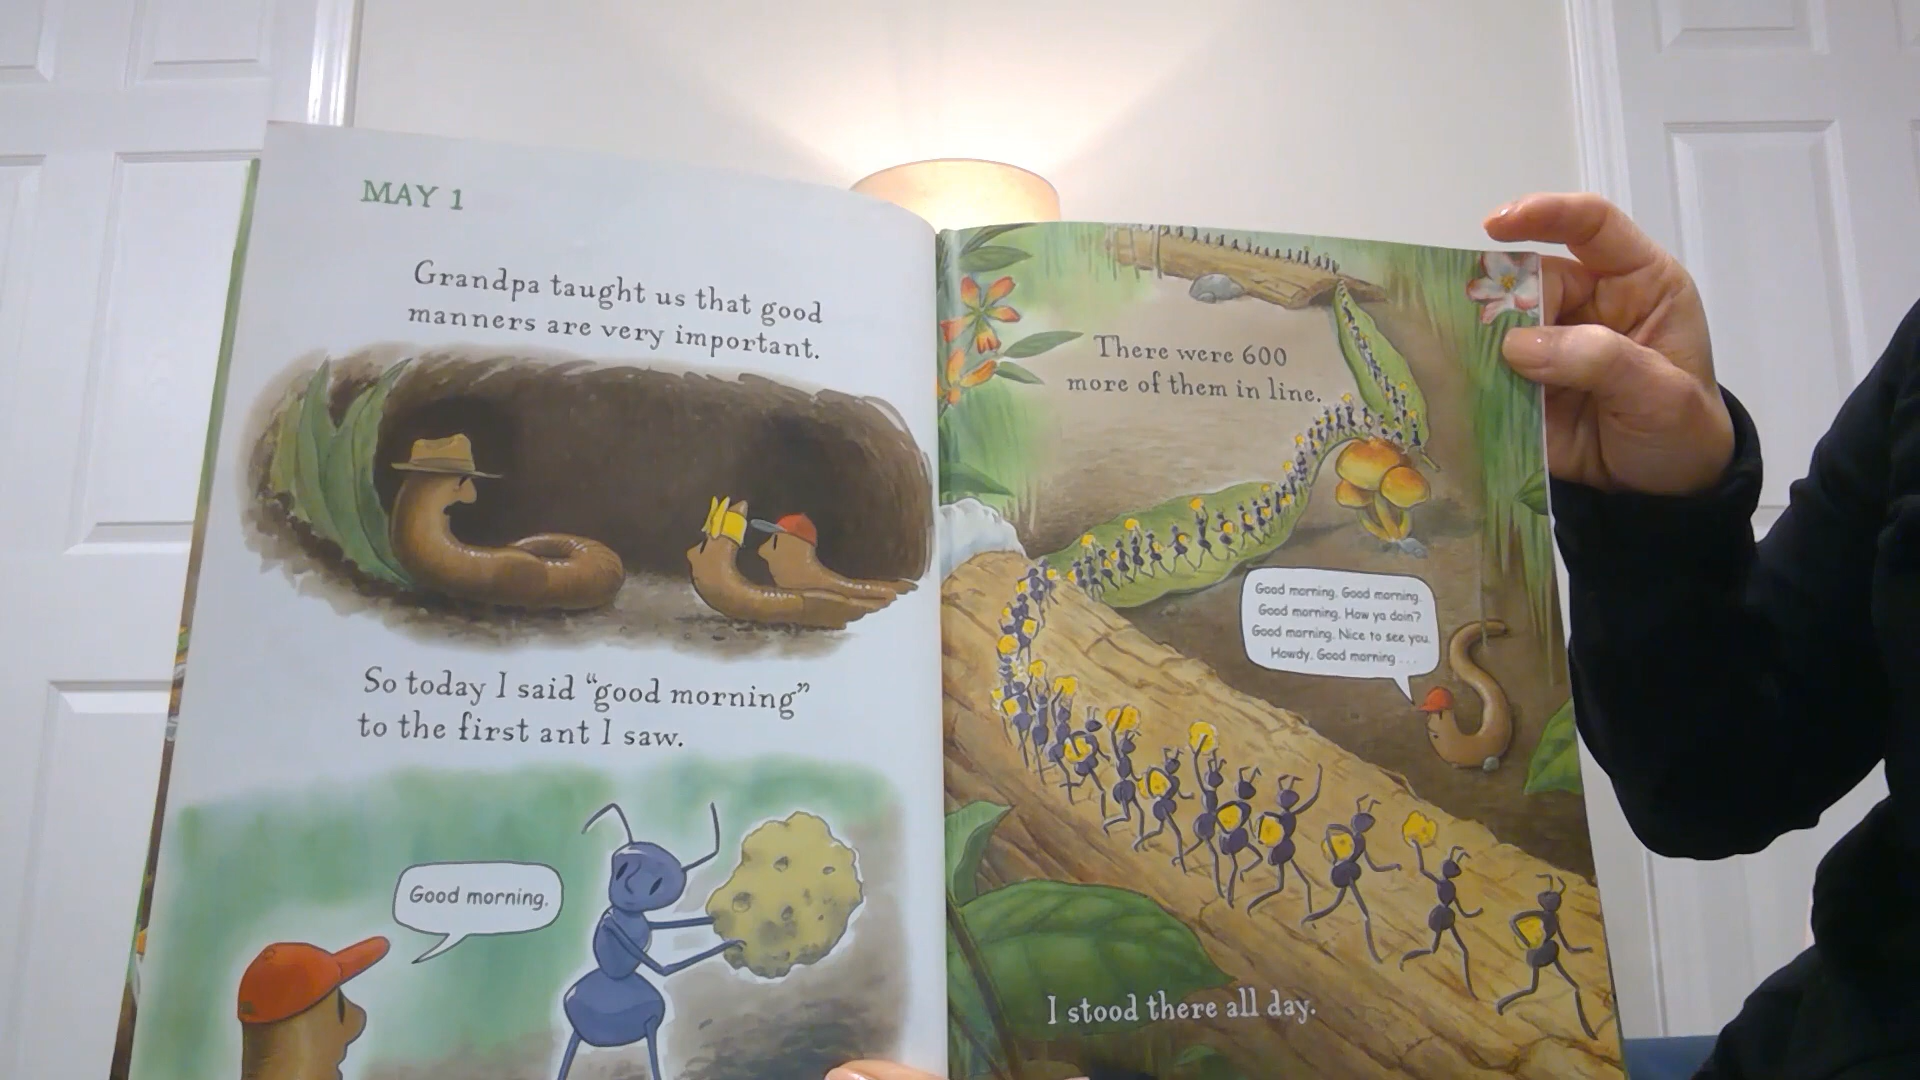 MAY 1
Grandpa taught us that good
manners are very important.
So today I said “good morning”
to the first ant I saw.
Good morning.
There were 600
more of them in line.
Good morning. Good morning.
Good morning. How ya doin?
Good morning. Nice to see you.
Howdy. Good morning . . .
I stood there all day.